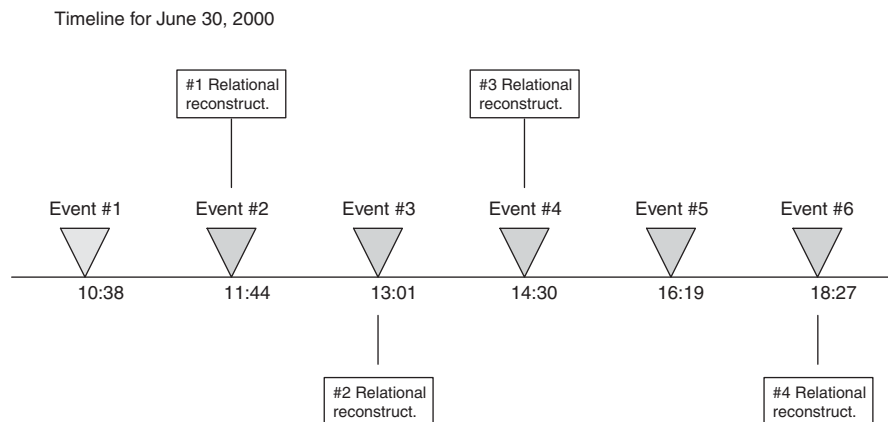 Timeline for June 30, 2000
#1 Relational
reconstruct.
#3 Relational
reconstruct.
Event #1
Event #2
Event #3
Event #4
Event #5
Event #6
10:38
11:44
13:01
14:30
16:19
18:27
#2 Relational
reconstruct.
#4 Relational
reconstruct.